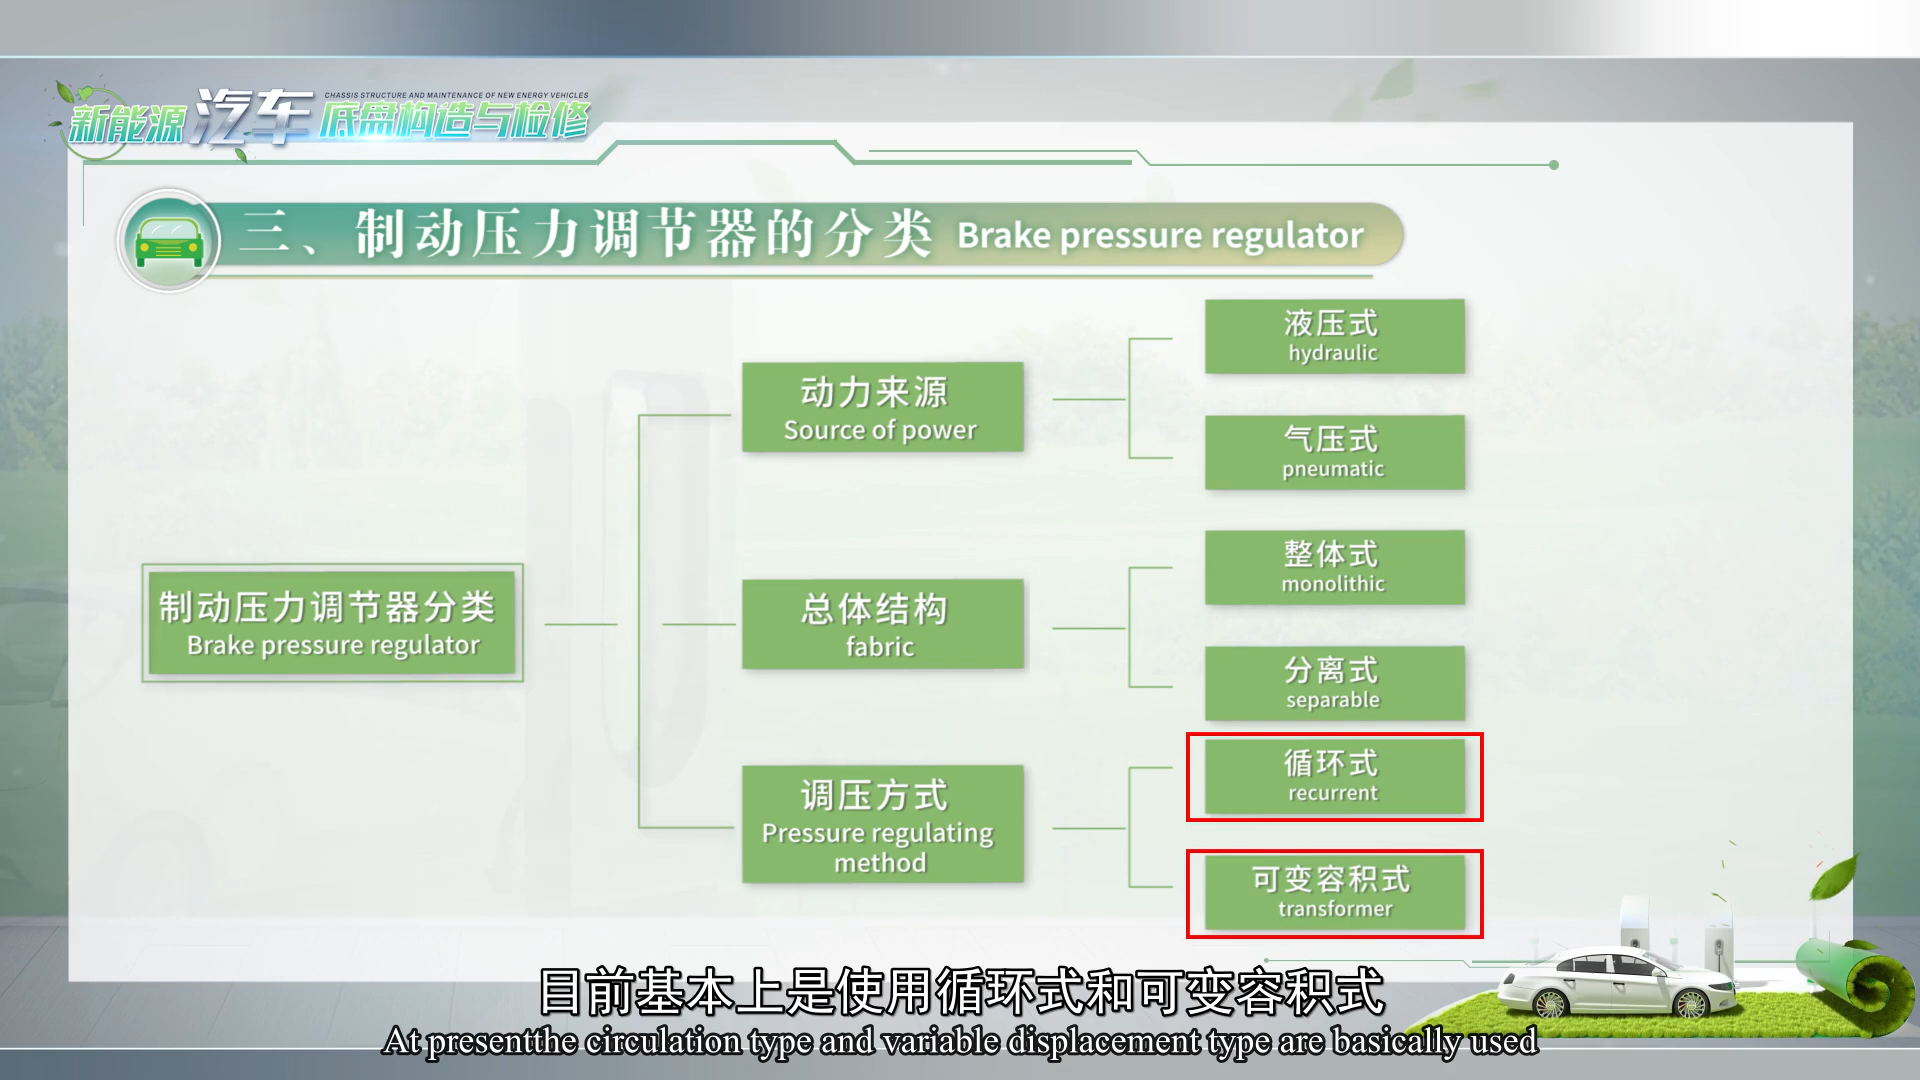 新能源汽车底盘构造与检修
CHASSIS STRUCTURE AND MAINTENANCE OF NEW ENERGY VEHICLES
三、制动压力调节器的分类 Brake pressure regulator
制动压力调节器分类
Brake pressure regulator
动力来源
Source of power
液压式
hydraulic
气压式
pneumatic
总体结构
fabric
整体式
monolithic
分离式
separable
调压方式
Pressure regulating
method
循环式
recurrent
可变容积式
transformer
目前基本上是使用循环式和可变容积式
At presentthe circulation type and variable displacement type are basically used